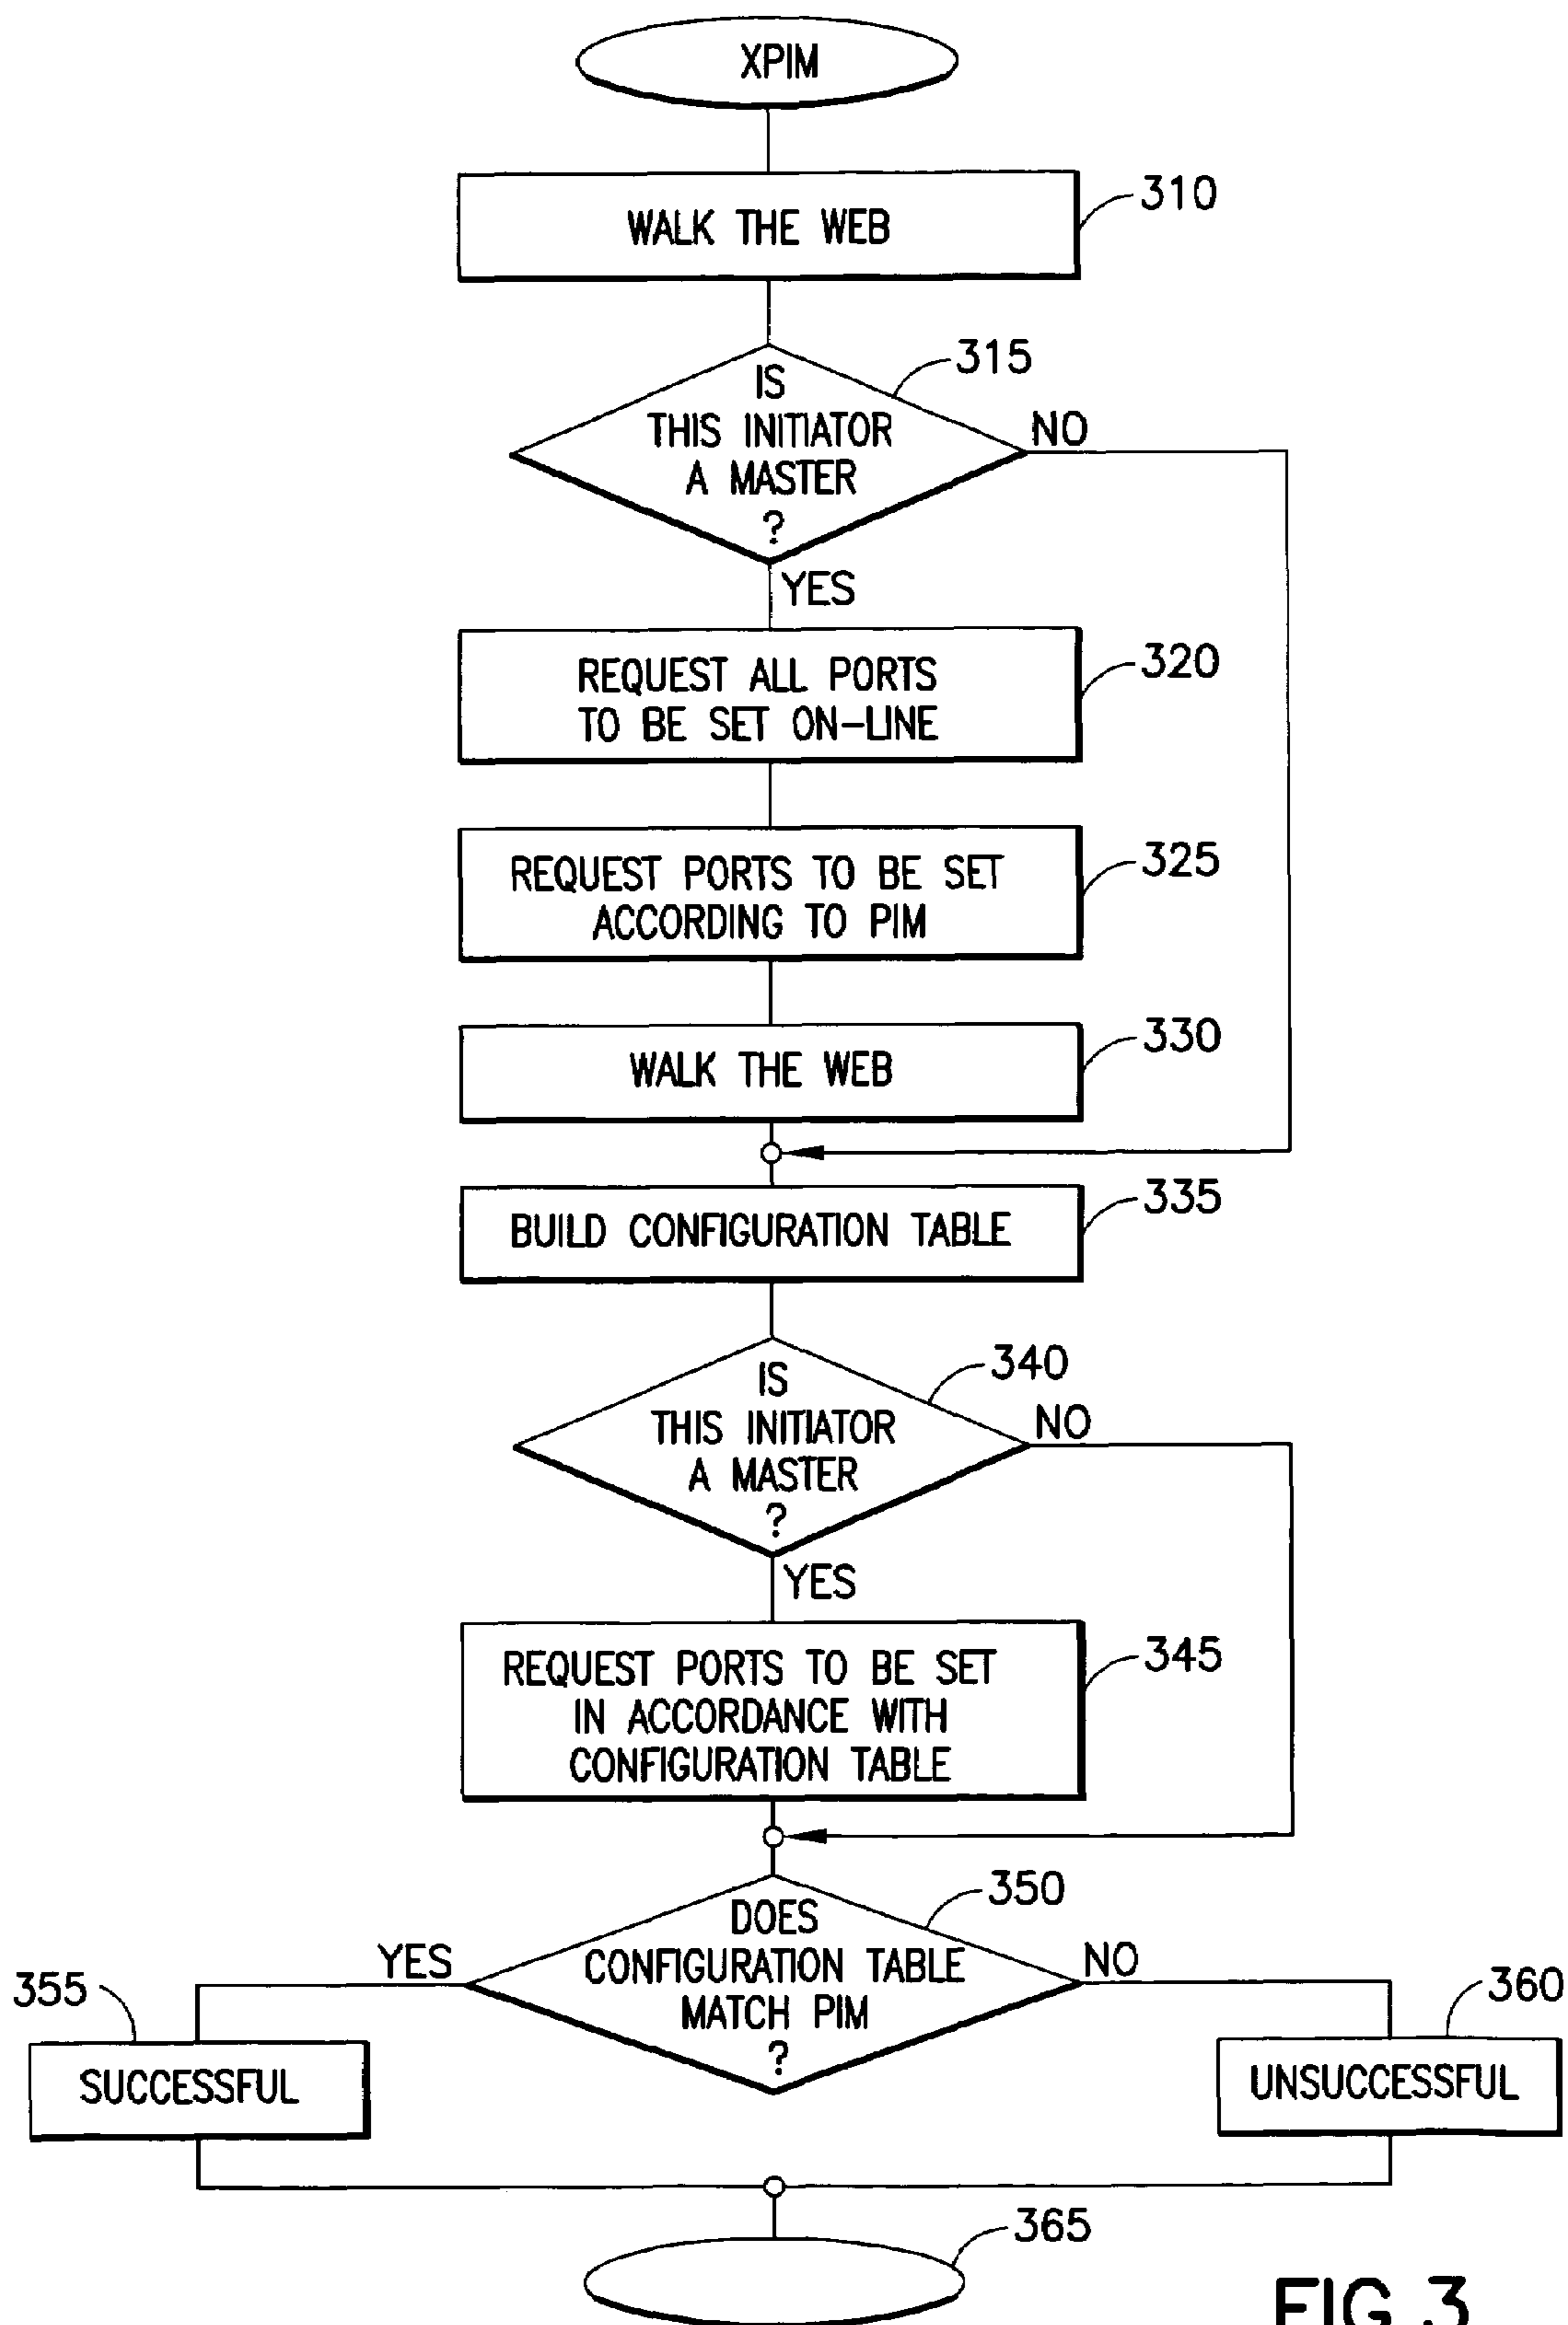 XPIM
WALK THE WEB
310
IS
THIS INITIATOR
A MASTER
?
315
NO
YES
REQUEST ALL PORTS
TO BE SET ON-LINE
320
REQUEST PORTS TO BE SET
ACCORDING TO PIM
325
WALK THE WEB
330
BUILD CONFIGURATION TABLE
335
IS
THIS INITIATOR
A MASTER
?
340
NO
YES
REQUEST PORTS TO BE SET
IN ACCORDANCE WITH
CONFIGURATION TABLE
345
DOES
CONFIGURATION TABLE
MATCH PIM
?
350
YES
NO
355
SUCCESSFUL
360
UNSUCCESSFUL
365
FIG.3